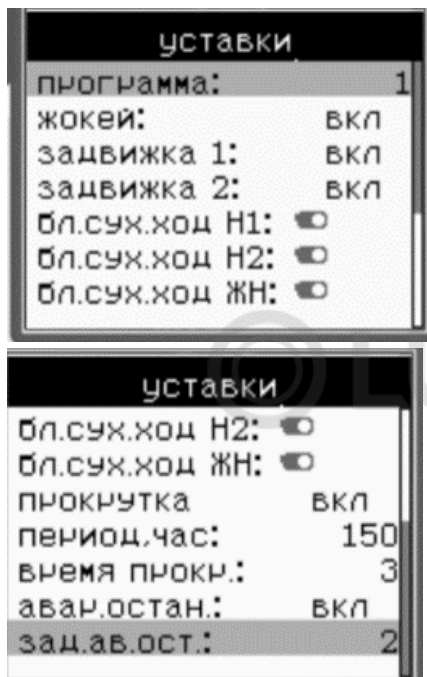 уставки
программа: 1
жокей: вкл
задвижка 1: вкл
задвижка 2: вкл
бл.сух.ход Н1:
бл.сух.ход Н2:
бл.сух.ход ЖН:
уставки
бл.сух.ход Н2:
бл.сух.ход ЖН:
прокрутка вкл
период,час: 150
время прокр.: 3
авар.остан.: вкл
зад.ав.ост.: 2